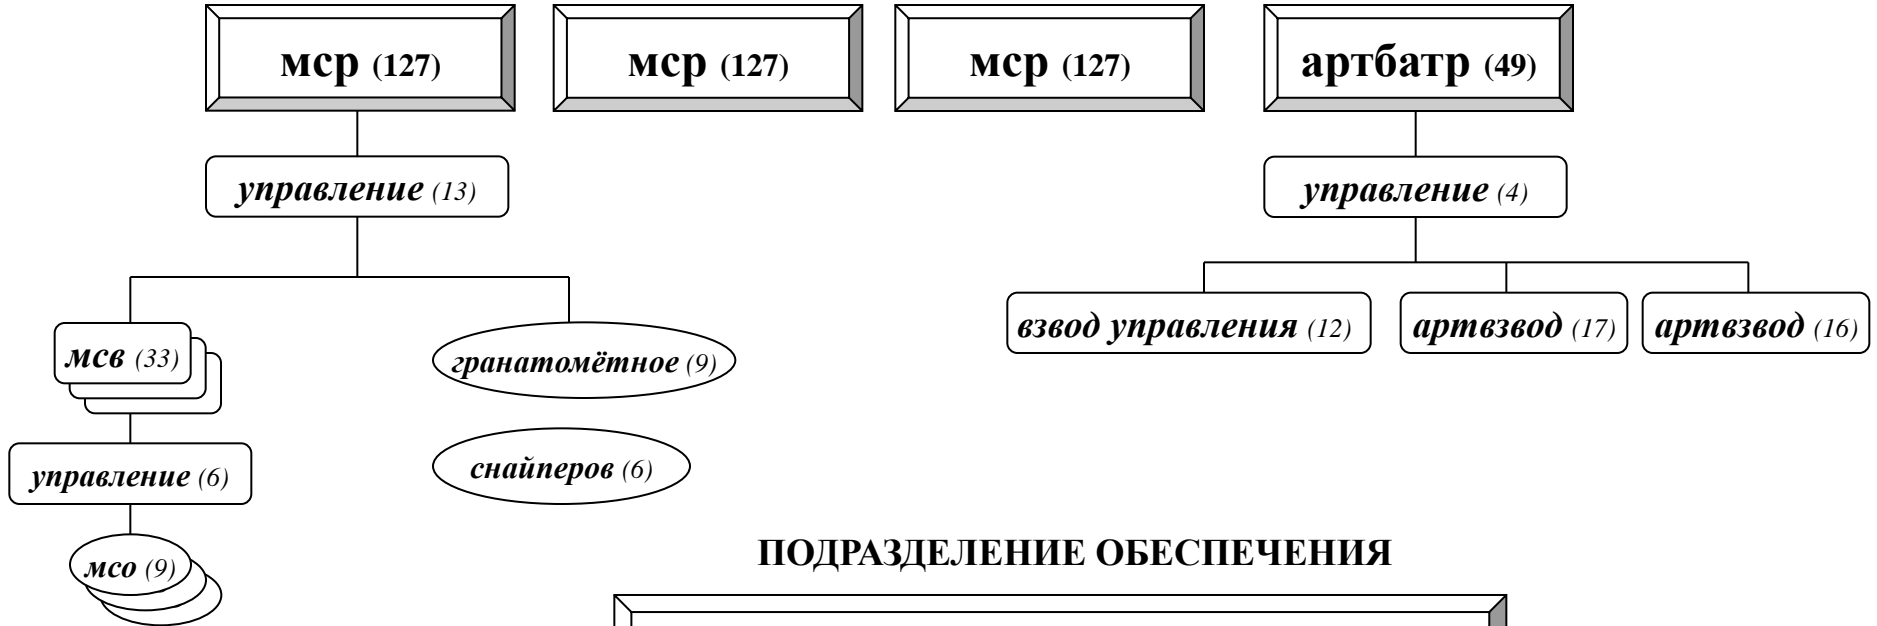 мср (127)
мср (127)
мср (127)
артбатр (49)
управление (13)
управление (4)
взвод управления (12)
артвзвод (17)
артвзвод (16)
мсв (33)
гранатомётное (9)
управление (6)
снайперов (6)
мсо (9)
ПОДРАЗДЕЛЕНИЕ ОБЕСПЕЧЕНИЯ